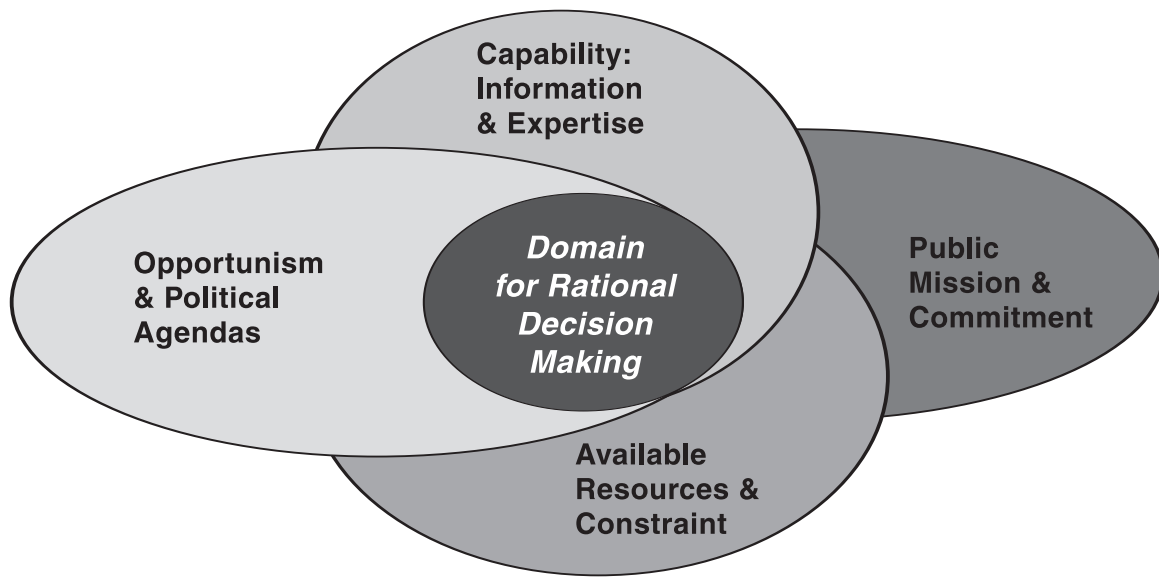 Capability:
Information
& Expertise
Opportunism
& Political
Agendas
Domain
for Rational
Decision
Making
Public
Mission &
Commitment
Available
Resources &
Constraint